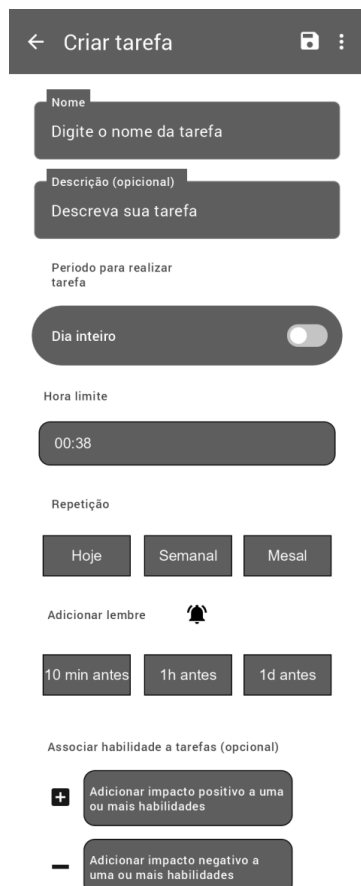 Criar tarefa
Nome
Digite o nome da tarefa
Descrição (opicional)
Descreva sua tarefa
Periodo para realizar
tarefa
Dia inteiro
Hora limite
00:38
Repetição
Hoje
Semanal
Mesal
Adicionar lembre
10 min antes
1h antes
1d antes
Associar habilidade a tarefas (opcional)
Adicionar impacto positivo a uma
ou mais habilidades
Adicionar impacto negativo a
uma ou mais habilidades